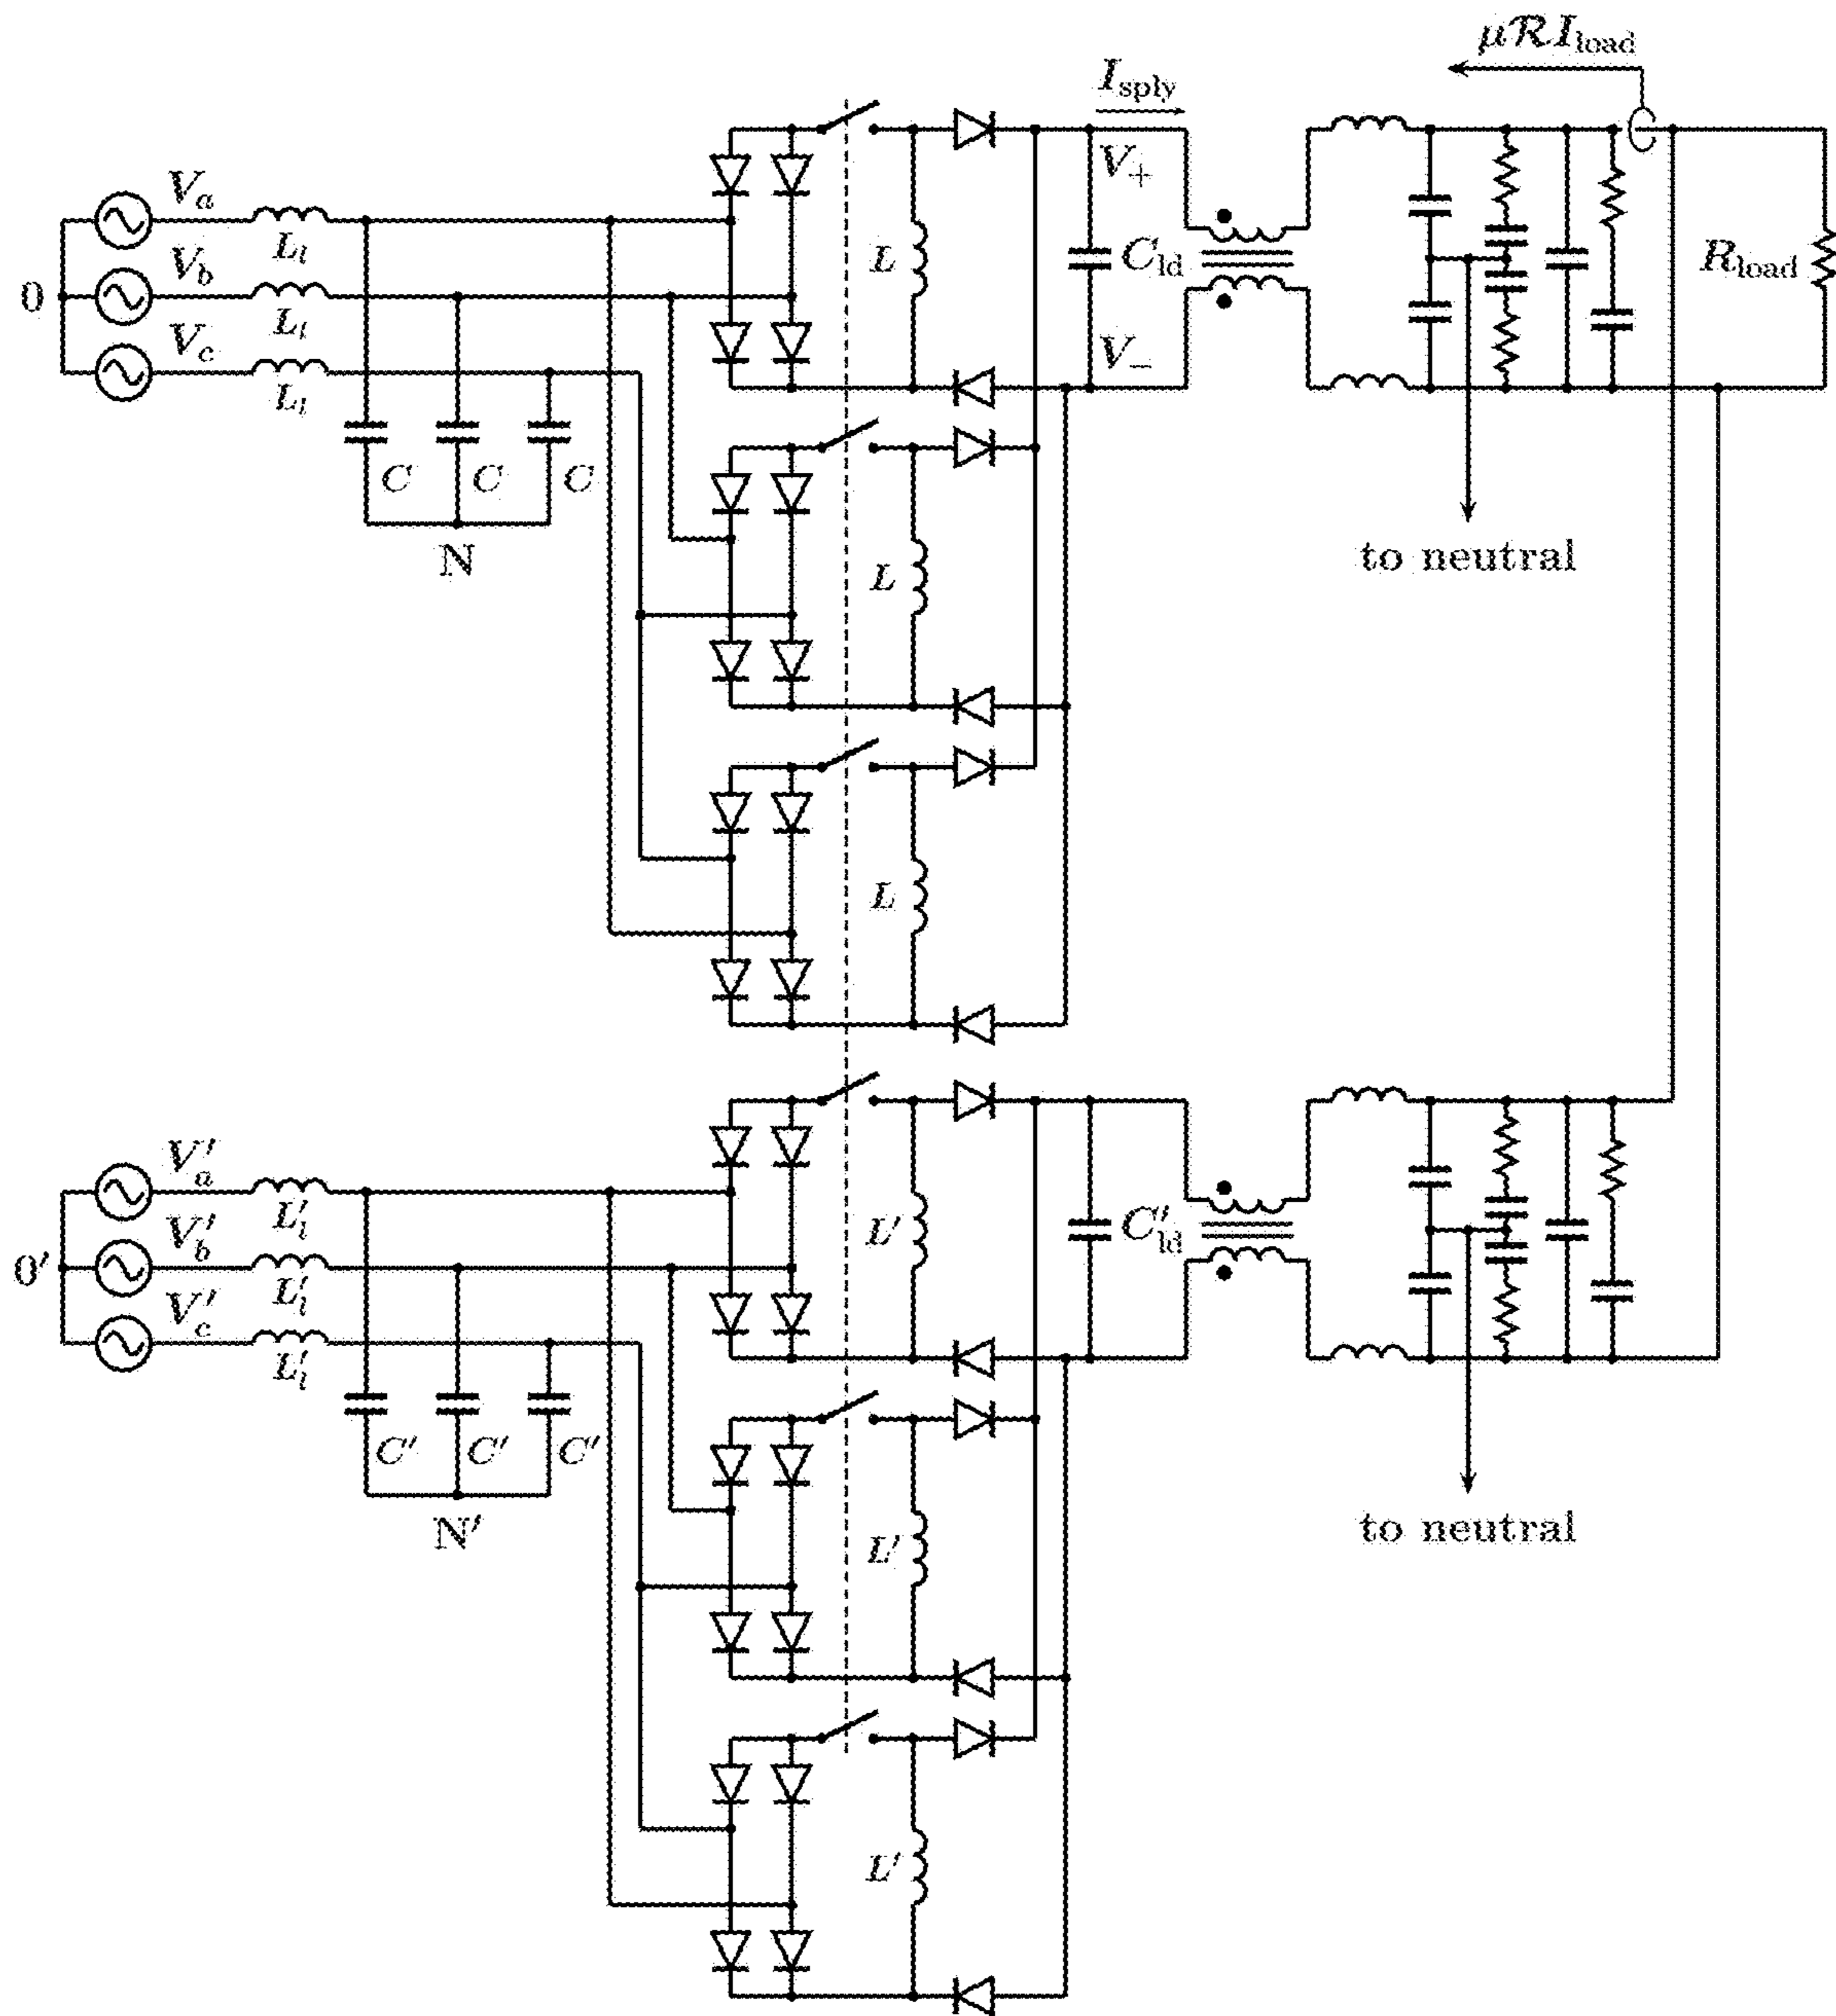 μℛI_load
I_sply
V_a
L_l
V_b
L_l
V_c
L_l
0
C
C
C
N
L
L
L
V_+
C_ld
V_−
R_load
to neutral
V′_a
L′_l
V′_b
L′_l
V′_c
L′_l
0′
C′
C′
C′
N′
L′
L′
L′
C′_ld
to neutral